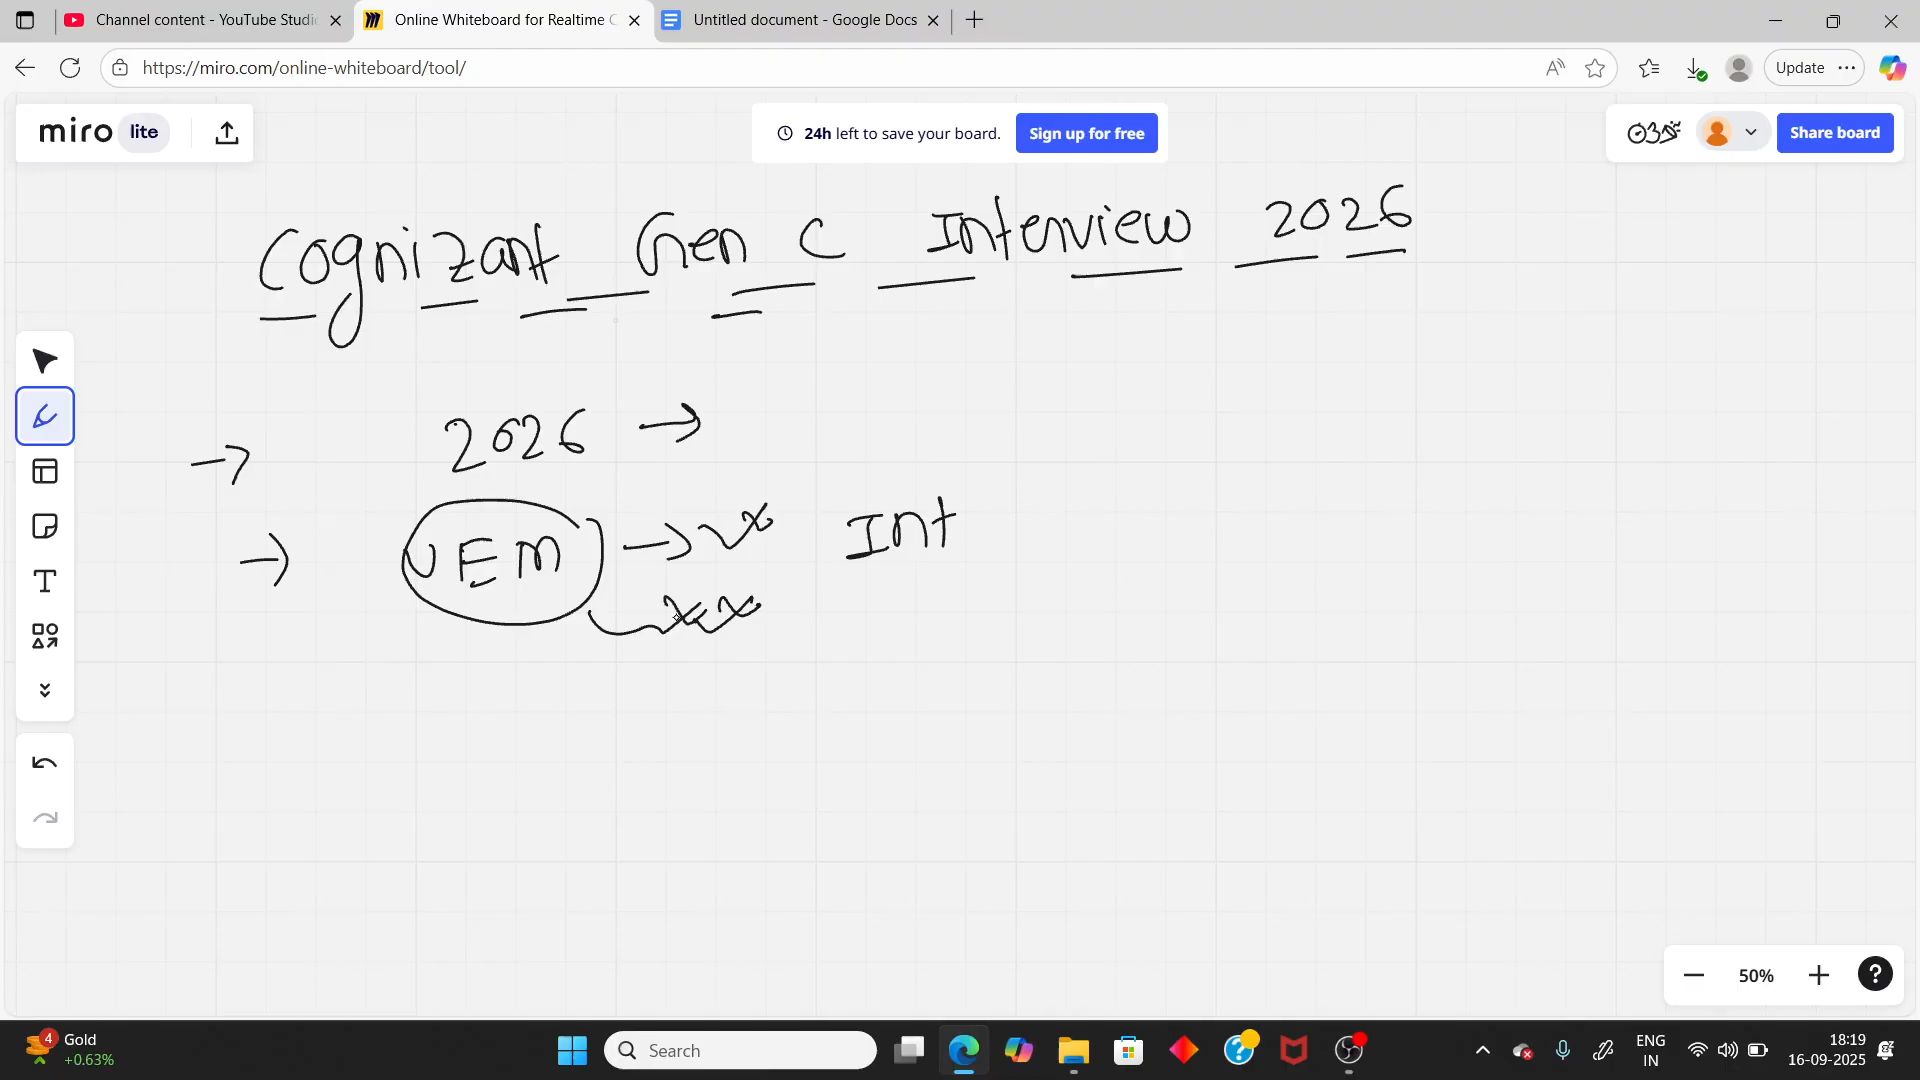 Channel content - YouTube Studi
Online Whiteboard for Realtime C
Untitled document - Google Docs
https://miro.com/online-whiteboard/tool/
Update
miro lite
24h left to save your board.
Sign up for free
Share board
Cognizant Gen C Interview 2026
→ 2026 →
→ UEM → Int
50%
Gold
+0.63%
4
Search
ENG
IN
18:19
16-09-2025